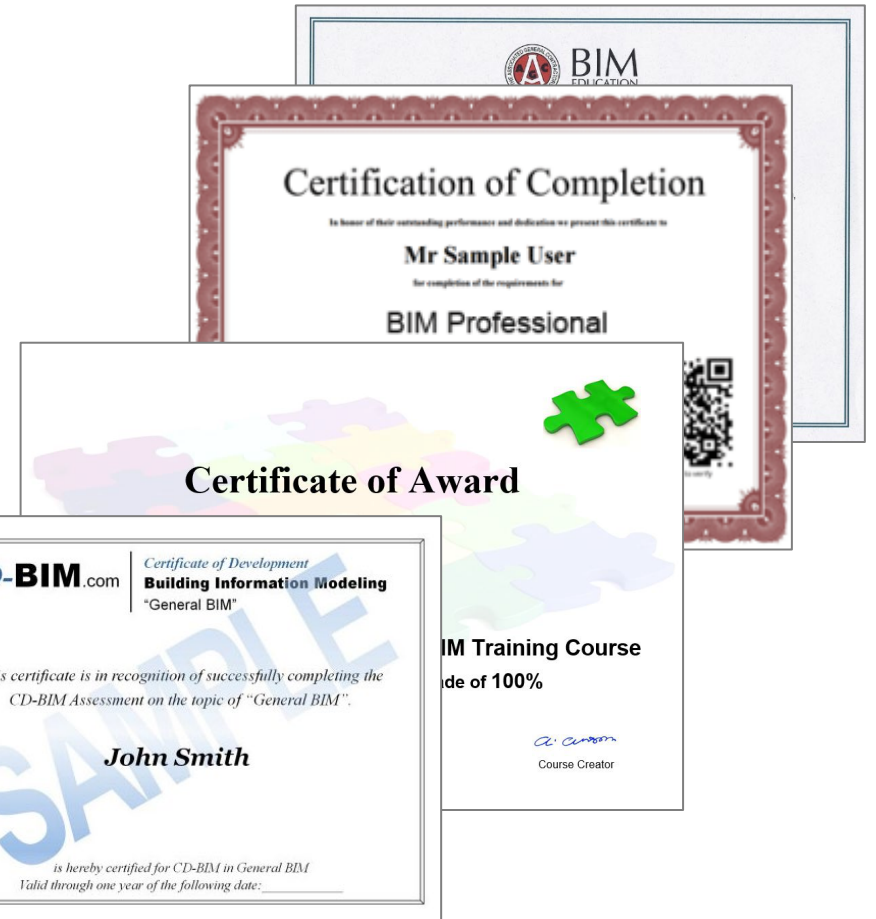 BIM
EDUCATION
Certification of Completion
In honor of their outstanding performance and dedication we present this certificate to
Mr Sample User
for completion of the requirements for
BIM Professional
to verify
Certificate of Award
IM Training Course
de of 100%
Course Creator
-BIM.com
Certificate of Development
Building Information Modeling
"General BIM"
s certificate is in recognition of successfully completing the
CD-BIM Assessment on the topic of "General BIM".
John Smith
is hereby certified for CD-BIM in General BIM
Valid through one year of the following date:
SAMPLE